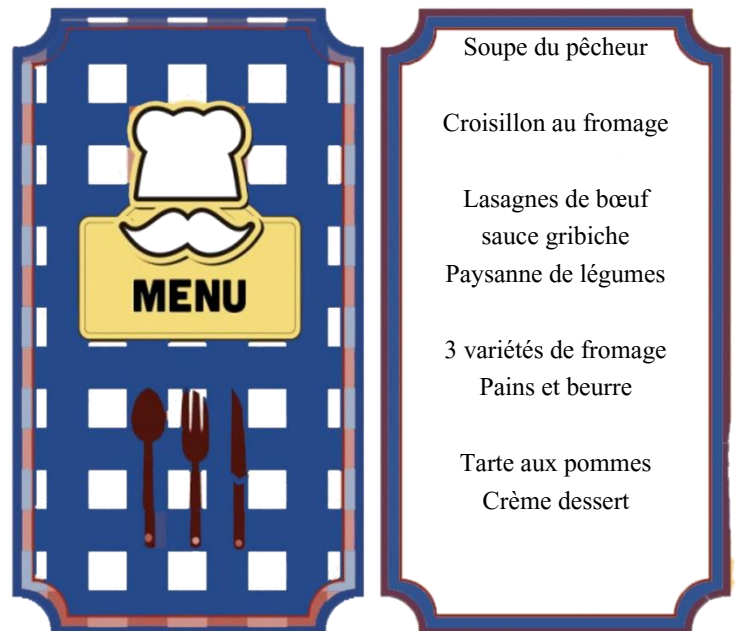 MENU
Soupe du pêcheur
Croisillon au fromage
Lasagnes de bœuf
sauce gribiche
Paysanne de légumes
3 variétés de fromage
Pains et beurre
Tarte aux pommes
Crème dessert